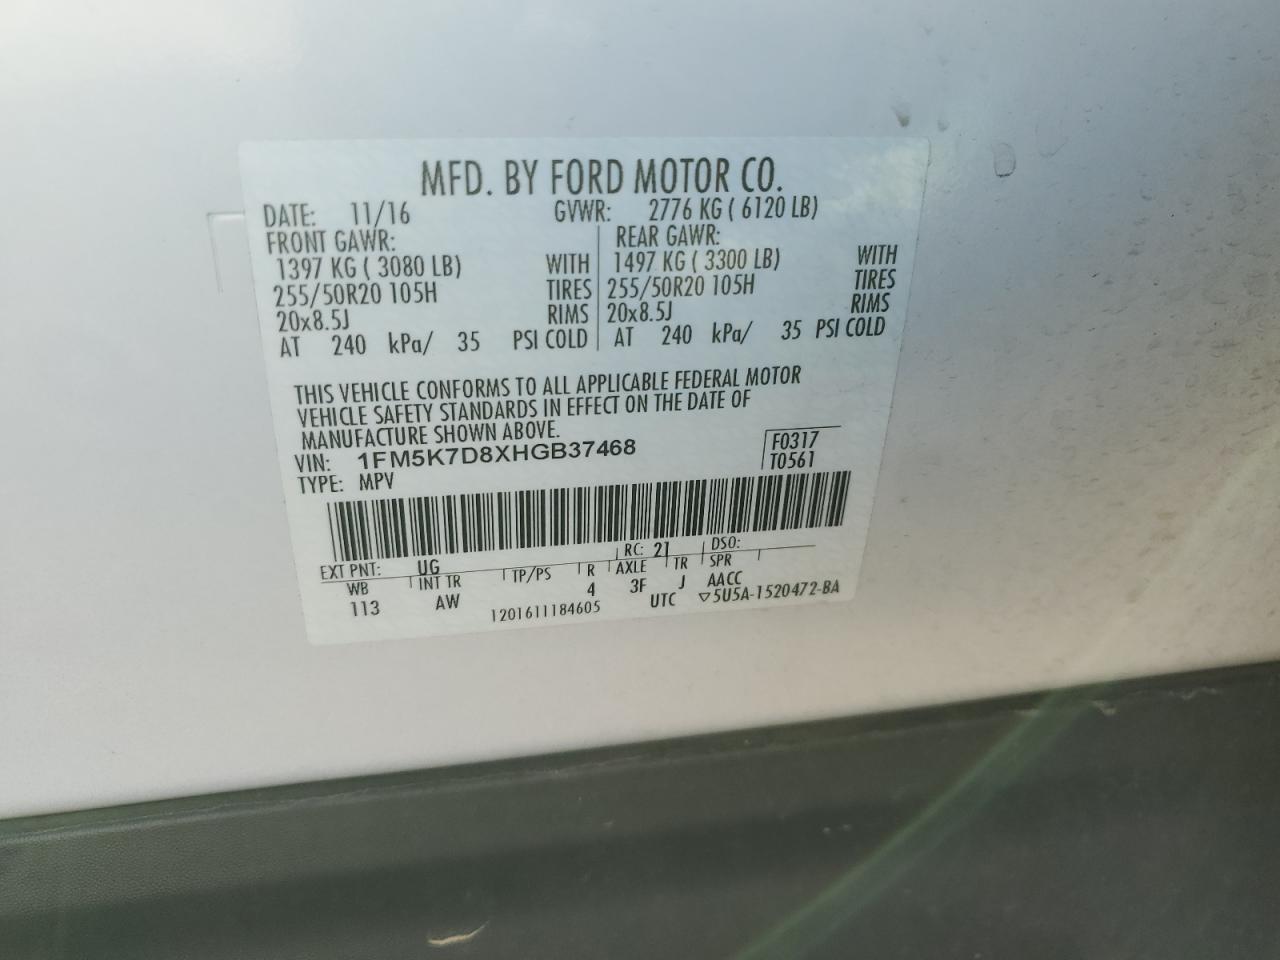 MFD. BY FORD MOTOR CO.
DATE: 11/16 GVWR: 2776 KG ( 6120 LB)
FRONT GAWR: REAR GAWR:
1397 KG ( 3080 LB) WITH 1497 KG ( 3300 LB) WITH
255/50R20 105H TIRES 255/50R20 105H TIRES
20x8.5J RIMS 20x8.5J RIMS
AT 240 kPa/ 35 PSI COLD AT 240 kPa/ 35 PSI COLD
THIS VEHICLE CONFORMS TO ALL APPLICABLE FEDERAL MOTOR
VEHICLE SAFETY STANDARDS IN EFFECT ON THE DATE OF
MANUFACTURE SHOWN ABOVE.
VIN: 1FM5K7D8XHGB37468 F0317
TYPE: MPV T0561
EXT PNT: UG RC: 21 DSO:
WB INT TR TP/PS R AXLE TR SPR
113 AW 4 3F J AACC
1201611184605 UTC ▽5U5A-1520472-BA